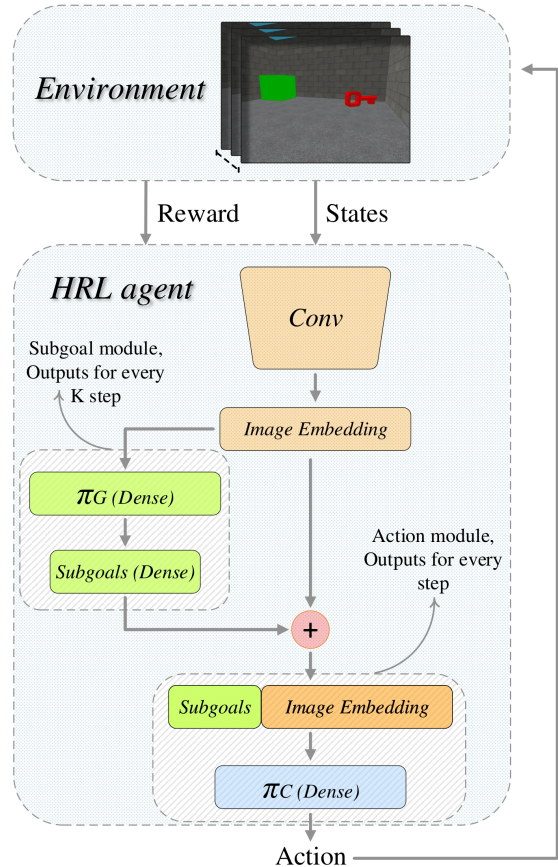 Environment
Reward
States
HRL agent
Conv
Subgoal module,
Outputs for every
K step
Image Embedding
πG (Dense)
Subgoals (Dense)
Action module,
Outputs for every
step
+
Subgoals
Image Embedding
πC (Dense)
Action